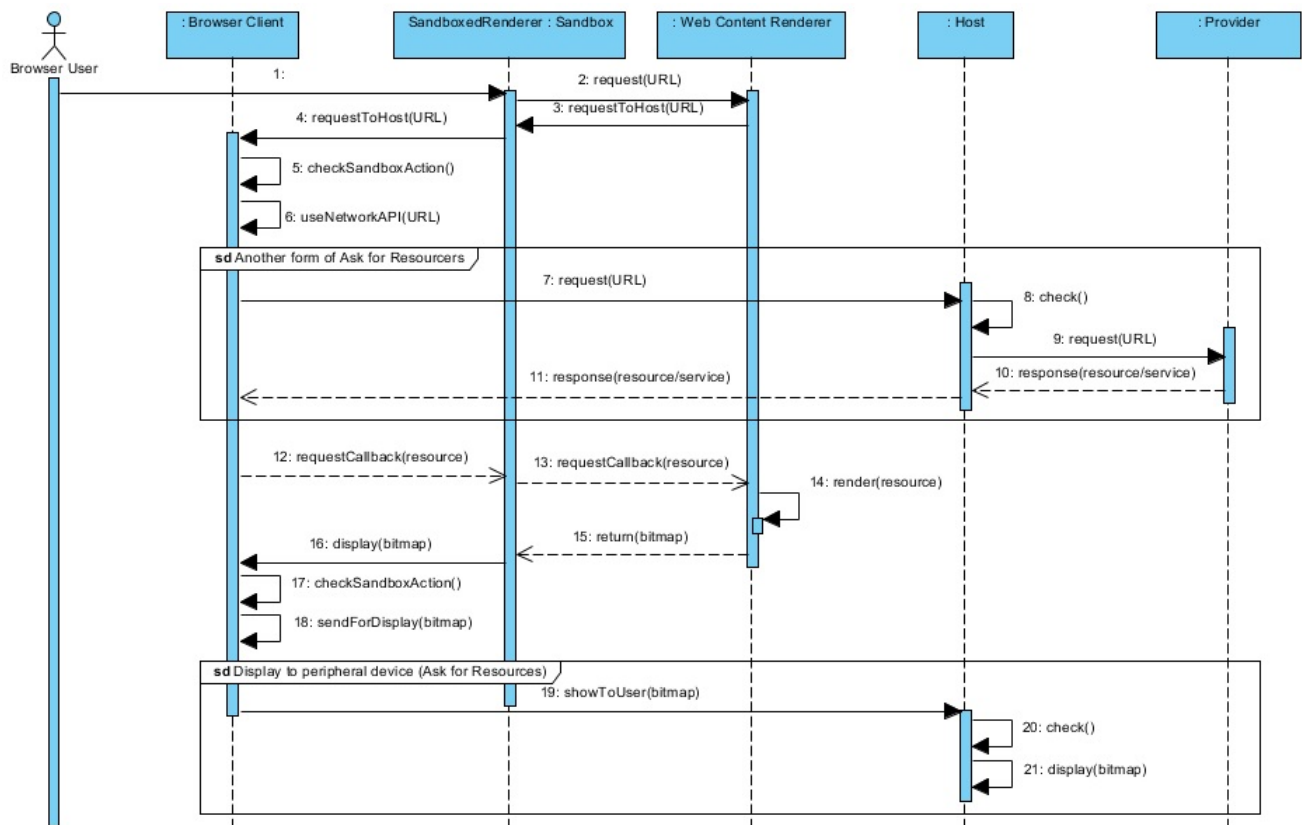 : Browser Client
SandboxedRenderer : Sandbox
: Web Content Renderer
: Host
: Provider
Browser User
1:
2: request(URL)
3: requestToHost(URL)
4: requestToHost(URL)
5: checkSandboxAction()
6: useNetworkAPI(URL)
sd Another form of Ask for Resourcers
7: request(URL)
8: check()
9: request(URL)
10: response(resource/service)
11: response(resource/service)
12: requestCallback(resource)
13: requestCallback(resource)
14: render(resource)
15: return(bitmap)
16: display(bitmap)
17: checkSandboxAction()
18: sendForDisplay(bitmap)
sd Display to peripheral device (Ask for Resources)
19: showToUser(bitmap)
20: check()
21: display(bitmap)